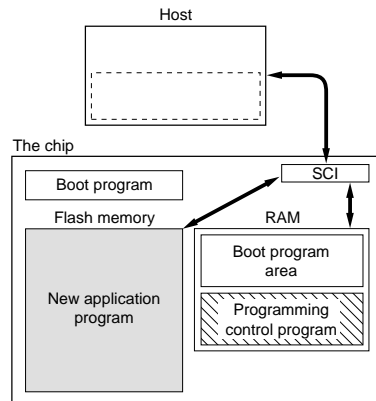 Host
The chip
SCI
Boot program
Flash memory
RAM
New application
program
Boot program
area
Programming
control program